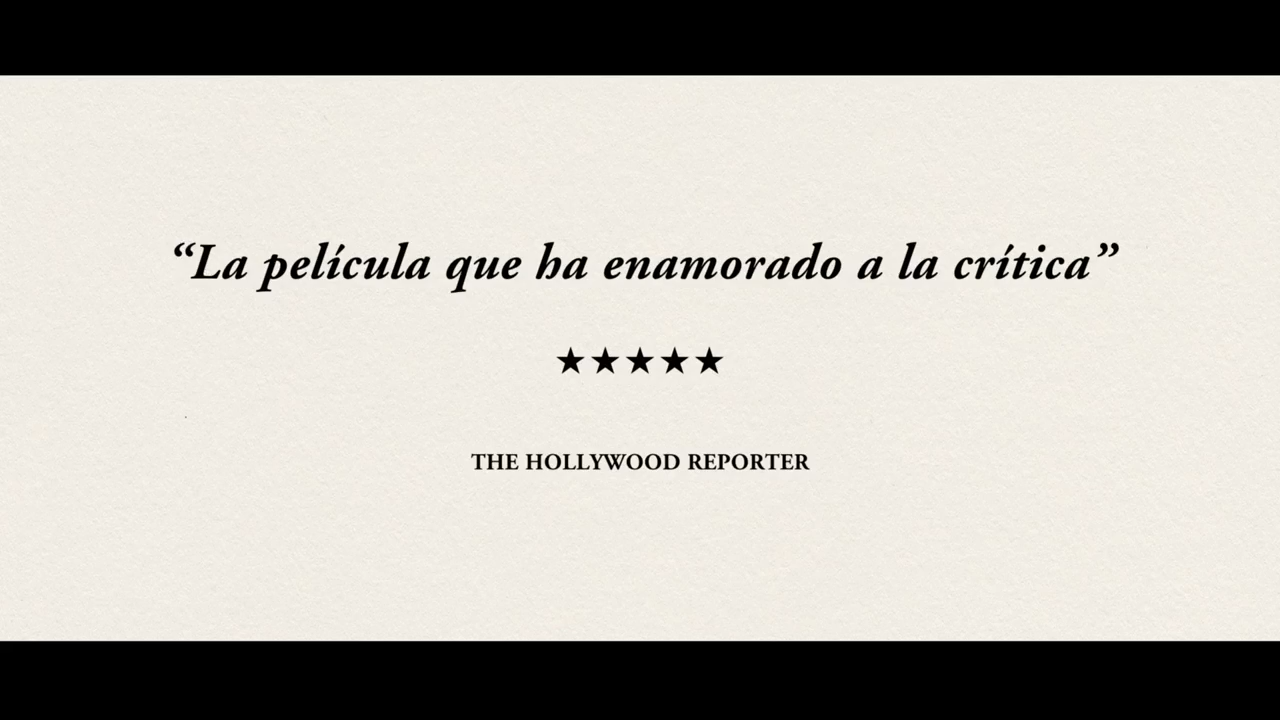 “La película que ha enamorado a la crítica”
★★★★★
THE HOLLYWOOD REPORTER